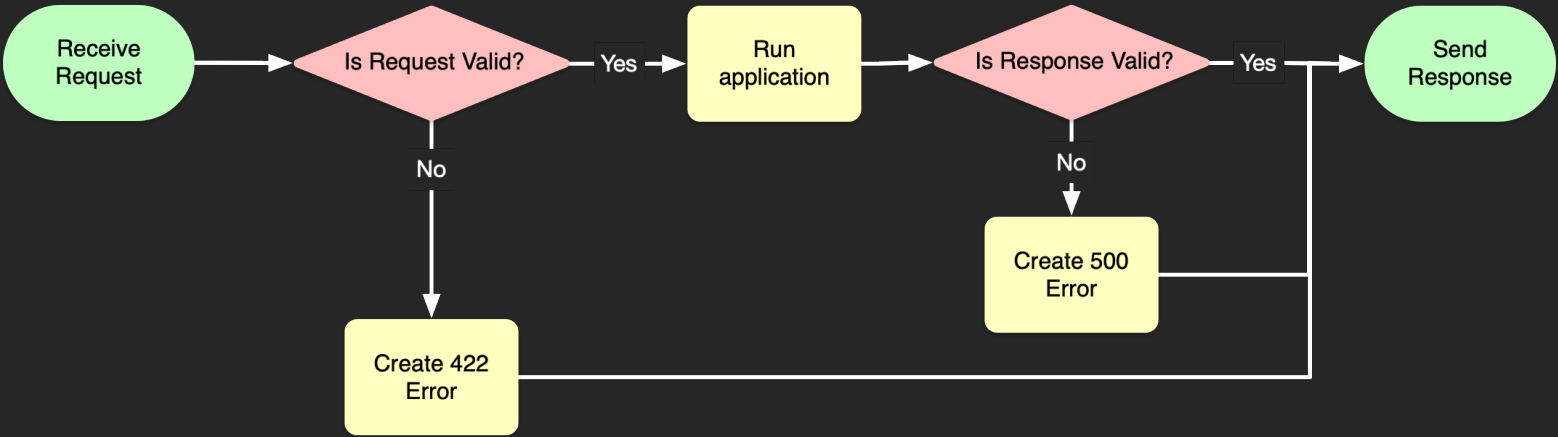 Receive
Request
Is Request Valid?
Yes
Run
application
Is Response Valid?
Yes
Send
Response
No
No
Create 500
Error
Create 422
Error